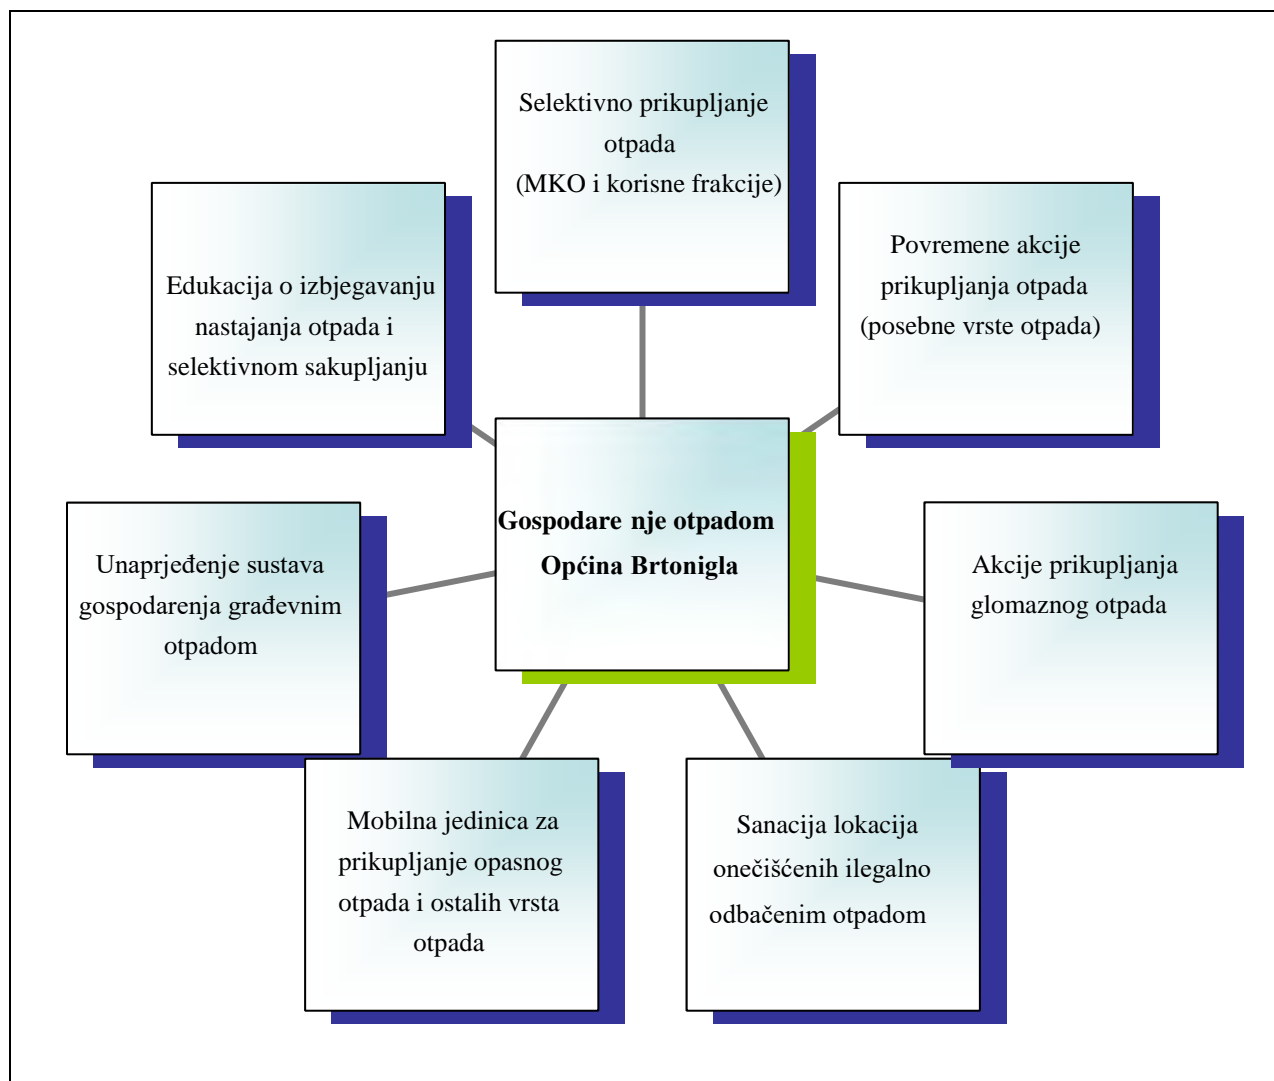 Selektivno prikupljanje
otpada
(MKO i korisne frakcije)
Povremene akcije
prikupljanja otpada
(posebne vrste otpada)
Edukacija o izbjegavanju
nastajanja otpada i
selektivnom sakupljanju
Gospodare nje otpadom
Općina Brtonigla
Unaprjeđenje sustava
gospodarenja građevnim
otpadom
Akcije prikupljanja
glomaznog otpada
Mobilna jedinica za
prikupljanje opasnog
otpada i ostalih vrsta
otpada
Sanacija lokacija
onečišćenih ilegalno
odbačenim otpadom